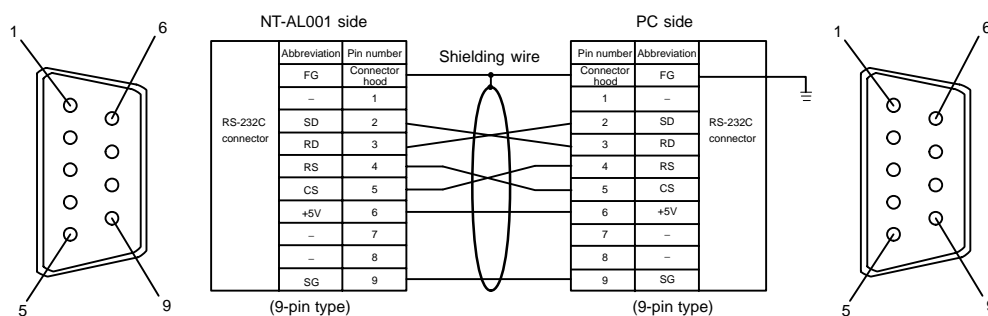 NT-AL001 side
PC side
1
6
Shielding wire
1
6
Abbreviation Pin number
Pin number Abbreviation
FG Connector hood
Connector hood FG
– 1
1 –
RS-232C connector
SD 2
2 SD
RS-232C connector
RD 3
3 RD
RS 4
4 RS
CS 5
5 CS
+5V 6
6 +5V
– 7
7 –
– 8
8 –
SG 9
9 SG
5
9
(9-pin type)
(9-pin type)
5
9